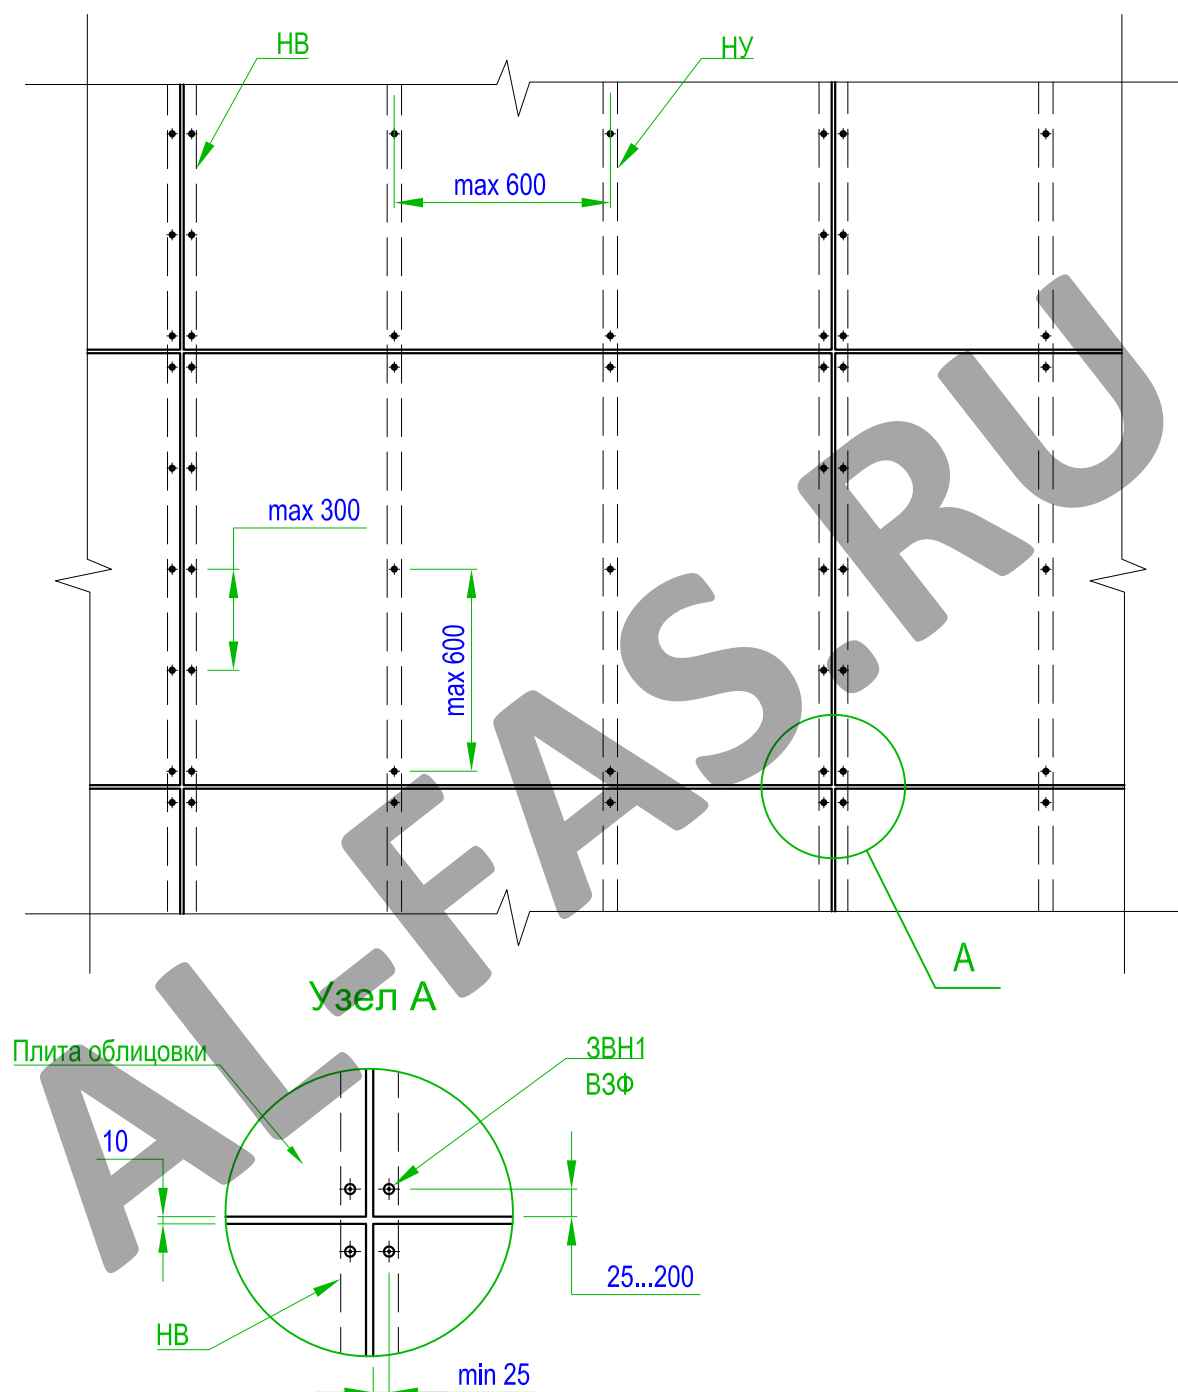 НВ
НУ
max 600
max 300
max 600
А
AL-FAS.RU
Узел А
Плита облицовки
ЗВН1
ВЗФ
10
25...200
НВ
min 25